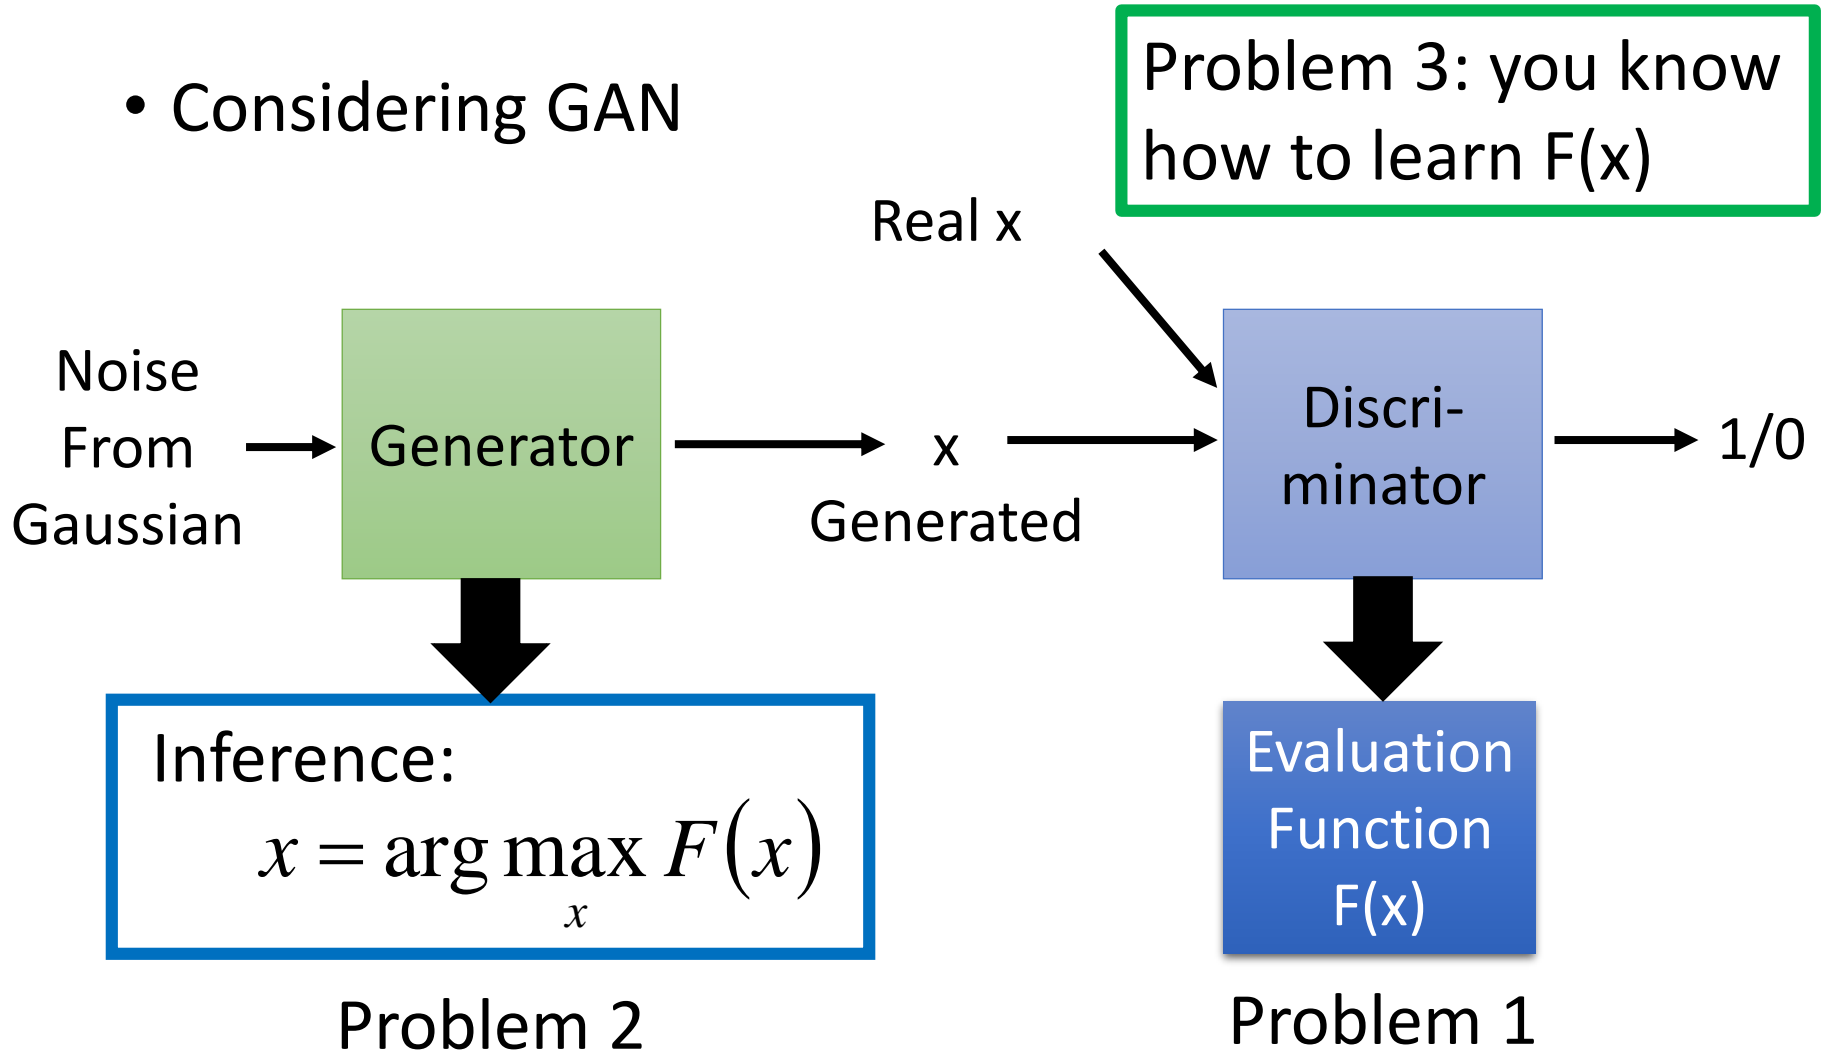 • Considering GAN
Problem 3: you know
how to learn F(x)
Real x
Noise
From
Gaussian
Generator
x
Generated
Discri-
minator
1/0
Inference:
x = arg max F(x)
x
Problem 2
Evaluation
Function
F(x)
Problem 1